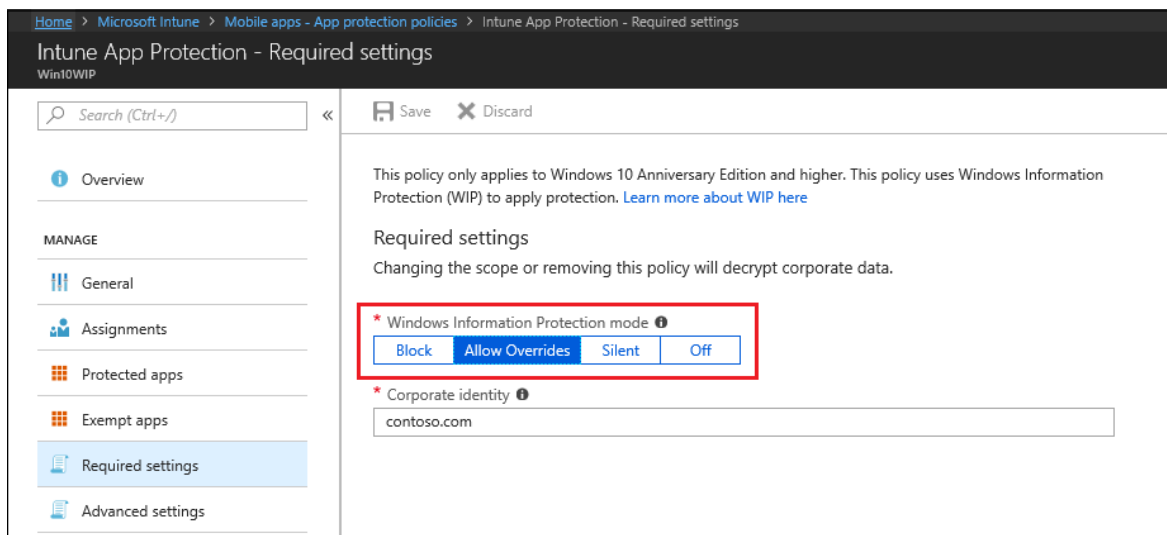 Home > Microsoft Intune > Mobile apps - App protection policies > Intune App Protection - Required settings
Intune App Protection - Required settings
Win10WIP
Search (Ctrl+/)
«
Save Discard
Overview
This policy only applies to Windows 10 Anniversary Edition and higher. This policy uses Windows Information
Protection (WIP) to apply protection. Learn more about WIP here
MANAGE
Required settings
General
Changing the scope or removing this policy will decrypt corporate data.
Assignments
* Windows Information Protection mode
Block Allow Overrides Silent Off
Protected apps
* Corporate identity
Exempt apps
contoso.com
Required settings
Advanced settings